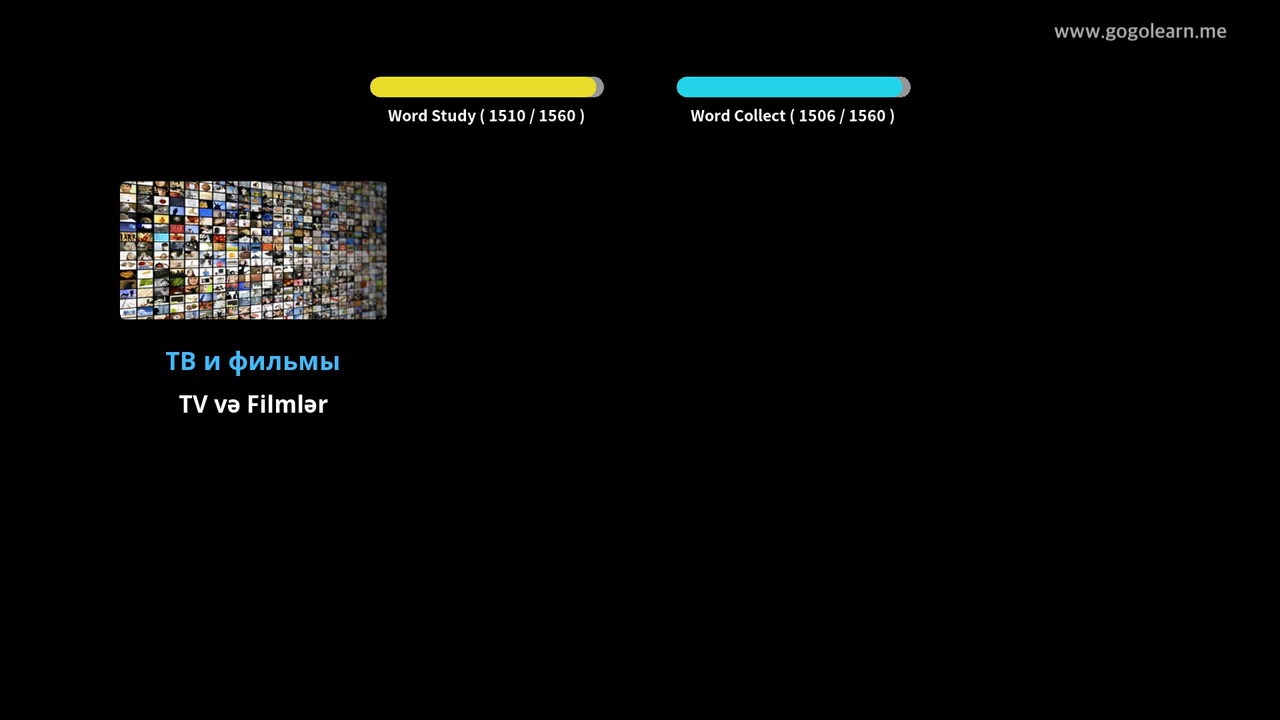 www.gogolearn.me
Word Study ( 1510 / 1560 )
Word Collect ( 1506 / 1560 )
ТВ и фильмы
TV və Filmlər